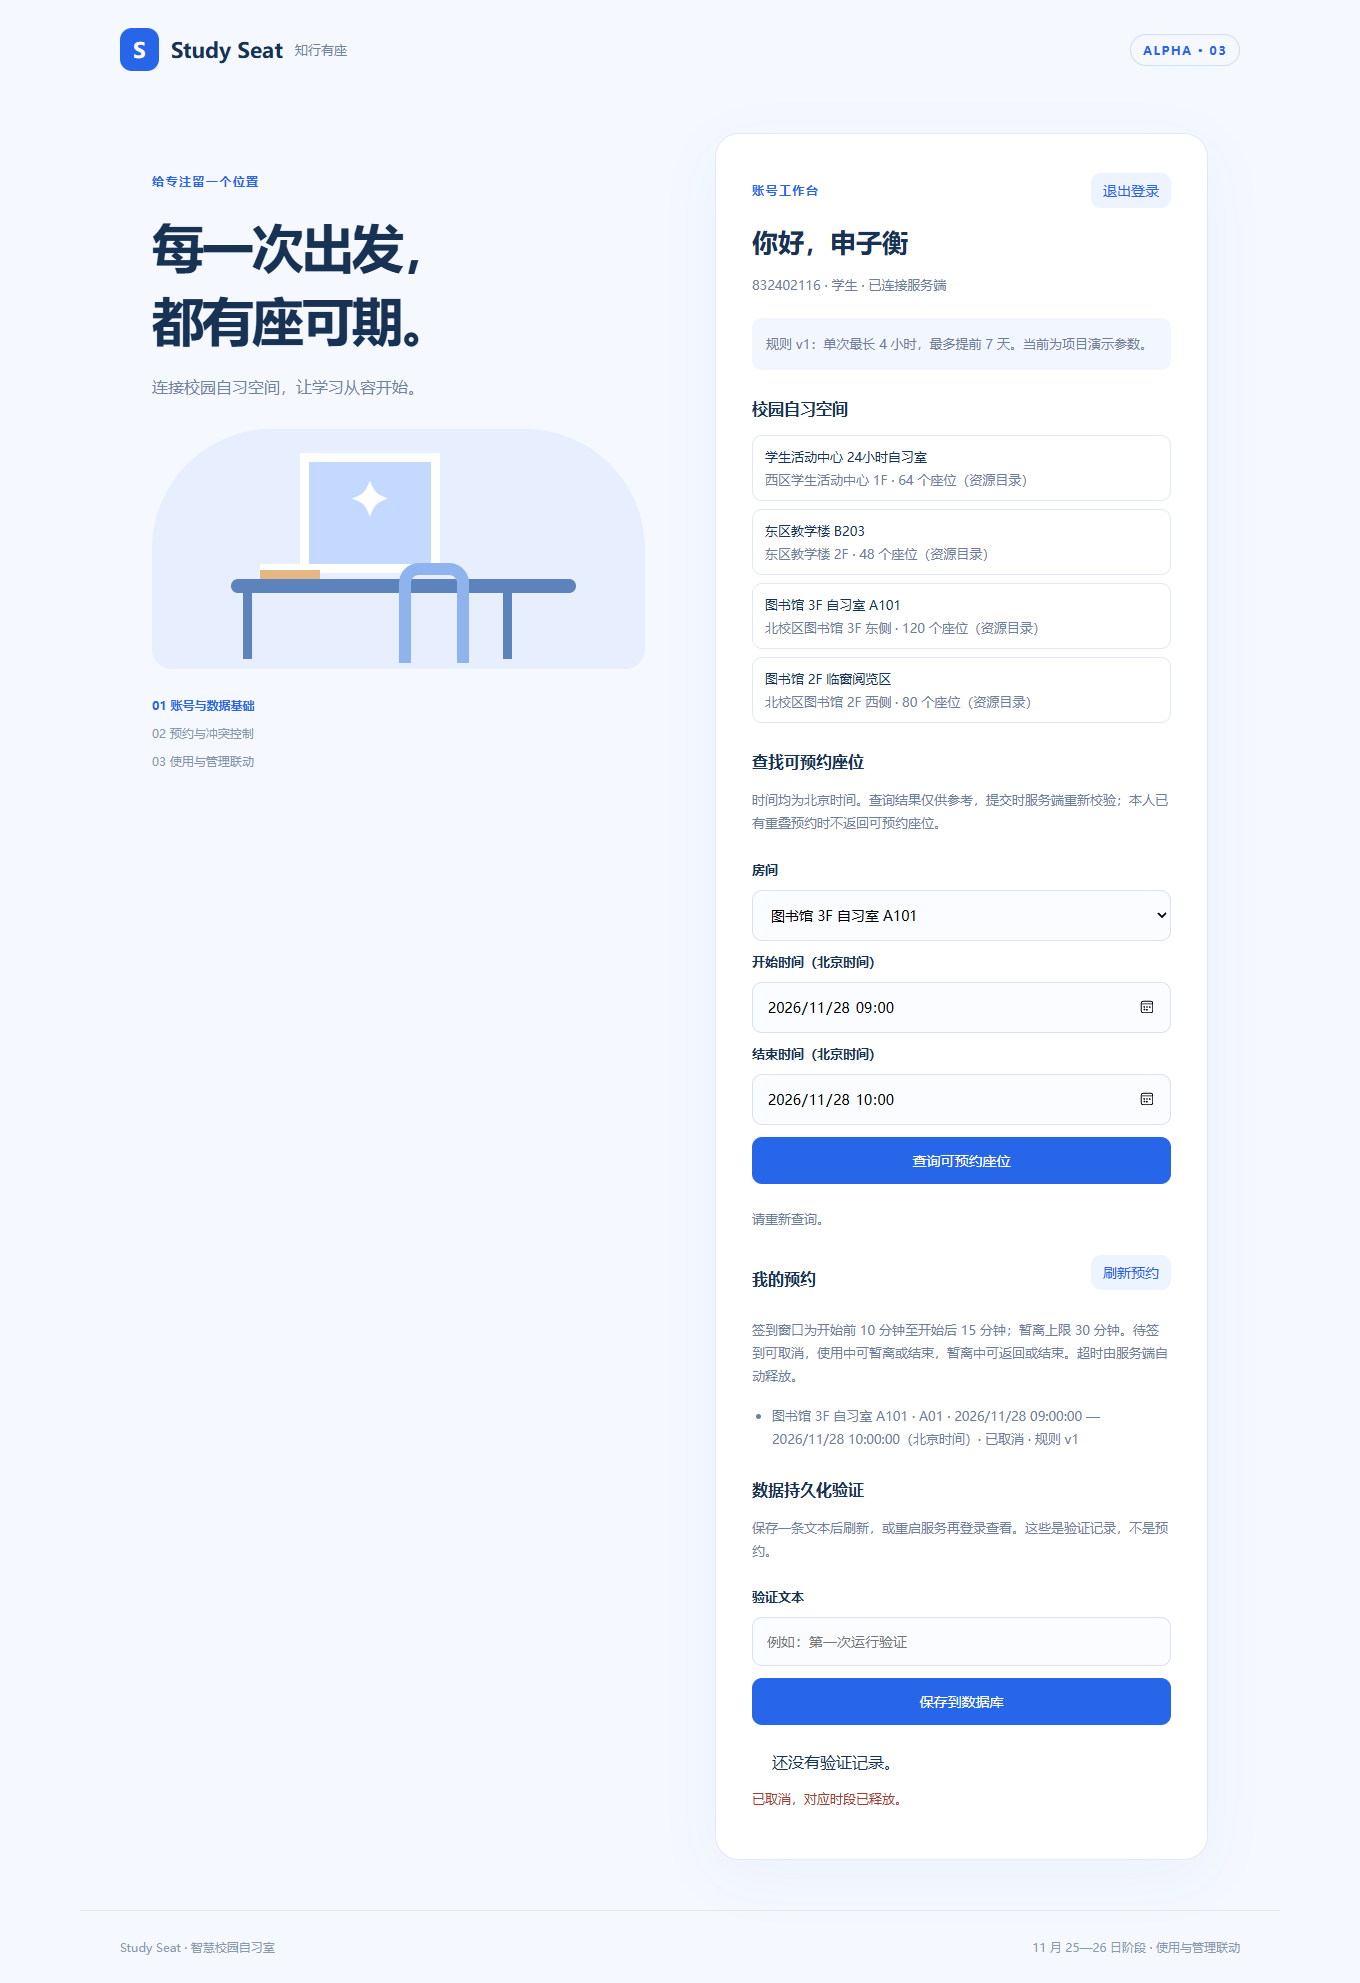 S Study Seat 知行有座
ALPHA • 03
给专注留一个位置
每一次出发，
都有座可期。
连接校园自习空间，让学习从容开始。
01 账号与数据基础
02 预约与冲突控制
03 使用与管理联动
账号工作台
退出登录
你好，申子衡
832402116 · 学生 · 已连接服务端
规则 v1：单次最长 4 小时，最多提前 7 天。当前为项目演示参数。
校园自习空间
学生活动中心 24小时自习室
西区学生活动中心 1F · 64 个座位（资源目录）
东区教学楼 B203
东区教学楼 2F · 48 个座位（资源目录）
图书馆 3F 自习室 A101
北校区图书馆 3F 东侧 · 120 个座位（资源目录）
图书馆 2F 临窗阅览区
北校区图书馆 2F 西侧 · 80 个座位（资源目录）
查找可预约座位
时间均为北京时间。查询结果仅供参考，提交时服务端重新校验；本人已
有重叠预约时不返回可预约座位。
房间
图书馆 3F 自习室 A101
开始时间（北京时间）
2026/11/28 09:00
结束时间（北京时间）
2026/11/28 10:00
查询可预约座位
请重新查询。
我的预约
刷新预约
签到窗口为开始前 10 分钟至开始后 15 分钟；暂离上限 30 分钟。待签
到可取消，使用中可暂离或结束，暂离中可返回或结束。超时由服务端自
动释放。
• 图书馆 3F 自习室 A101 · A01 · 2026/11/28 09:00:00 —
2026/11/28 10:00:00（北京时间）· 已取消 · 规则 v1
数据持久化验证
保存一条文本后刷新，或重启服务再登录查看。这些是验证记录，不是预
约。
验证文本
例如：第一次运行验证
保存到数据库
还没有验证记录。
已取消，对应时段已释放。
Study Seat · 智慧校园自习室
11 月 25—26 日阶段 · 使用与管理联动